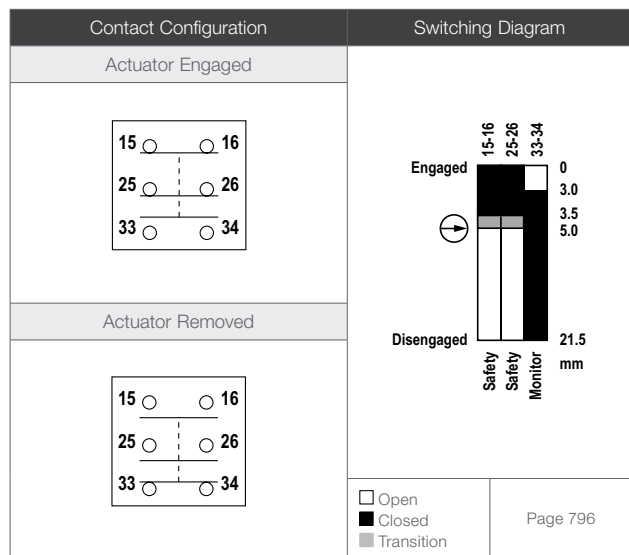 Contact Configuration
Switching Diagram
Actuator Engaged
15 16
25 26
33 34
Actuator Removed
15 16
25 26
33 34
15-16
25-26
33-34
Engaged
0
3.0
3.5
5.0
Disengaged
21.5
mm
Safety
Safety
Monitor
Open
Closed
Transition
Page 796